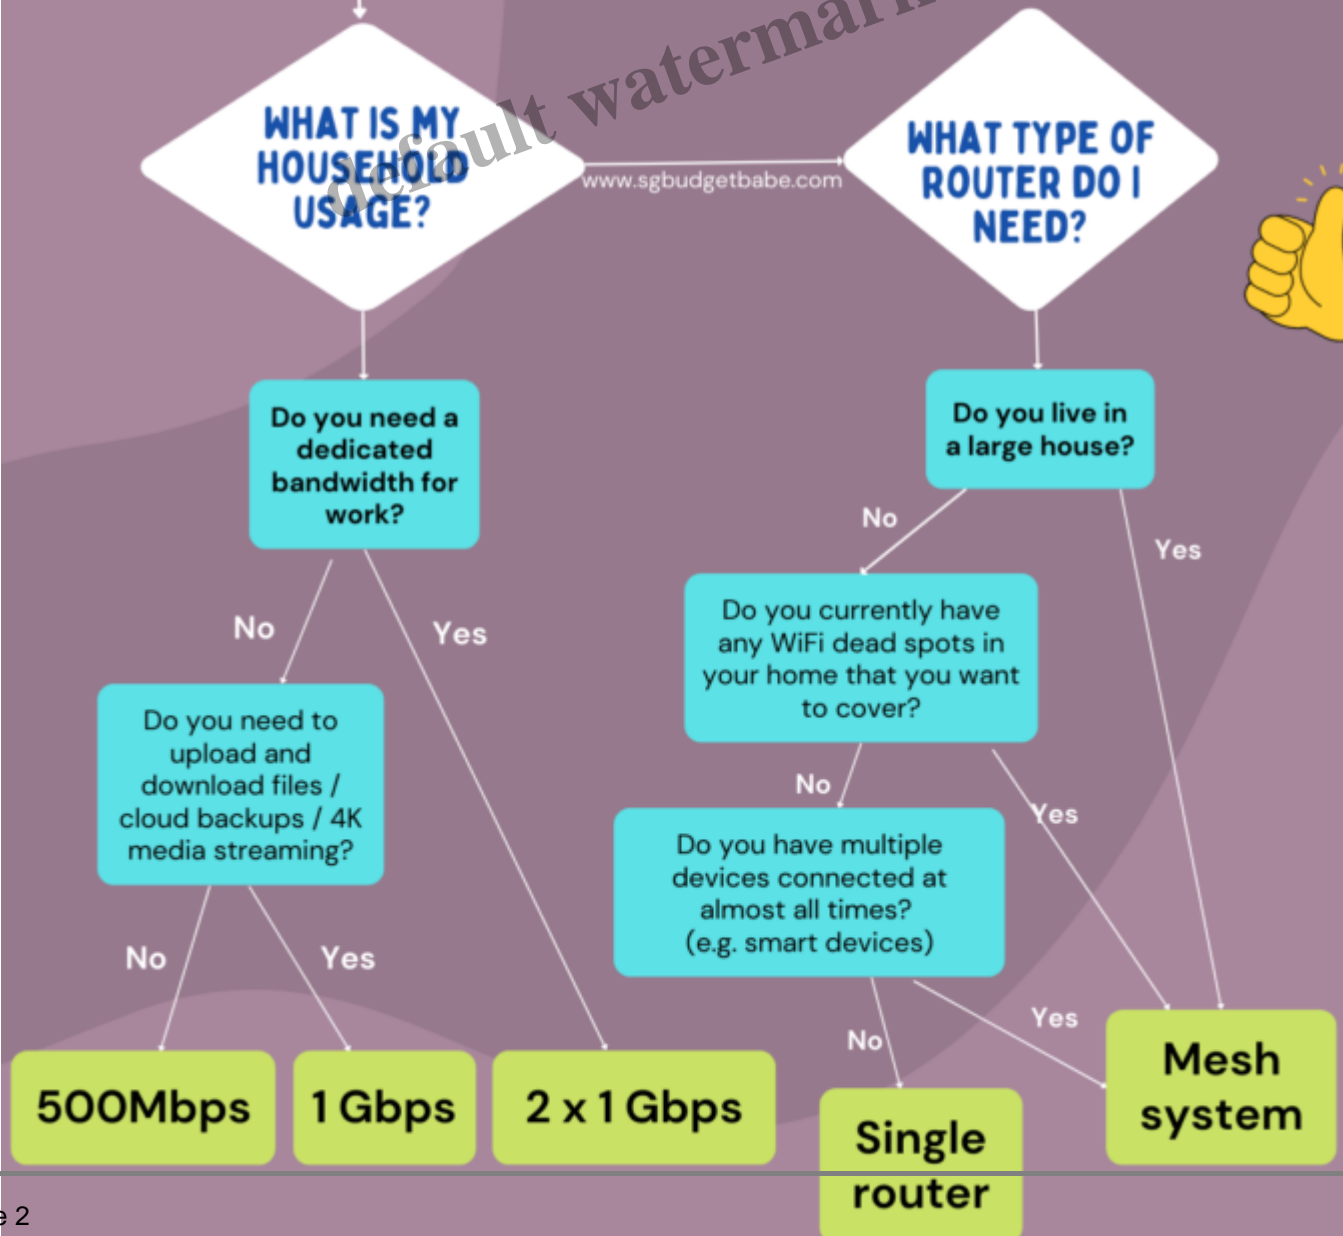 WHAT IS MY
HOUSEHOLD
USAGE?
default watermark
www.sgbudgetbabe.com
WHAT TYPE OF
ROUTER DO I
NEED?
Do you need a
dedicated
bandwidth for
work?
No
Yes
Do you need to
upload and
download files /
cloud backups / 4K
media streaming?
No
Yes
500Mbps
1 Gbps
2 x 1 Gbps
Do you live in
a large house?
No
Yes
Do you currently have
any WiFi dead spots in
your home that you want
to cover?
No
Yes
Do you have multiple
devices connected at
almost all times?
(e.g. smart devices)
No
Yes
Single
router
Mesh
system
e 2